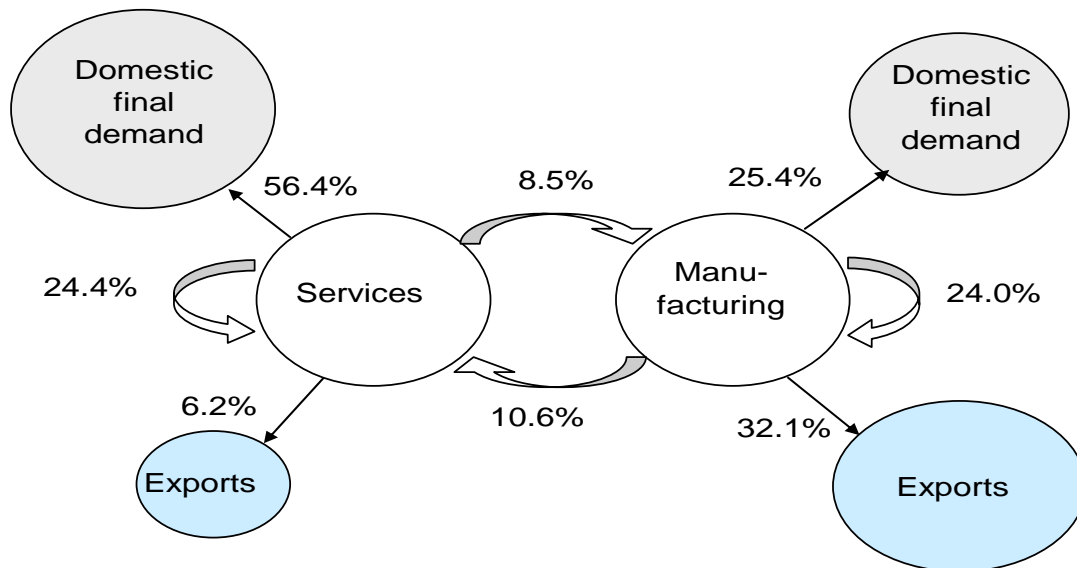 Domestic
final
demand
Domestic
final
demand
56.4%
8.5%
25.4%
24.4%
Services
Manu-
facturing
24.0%
6.2%
10.6%
32.1%
Exports
Exports